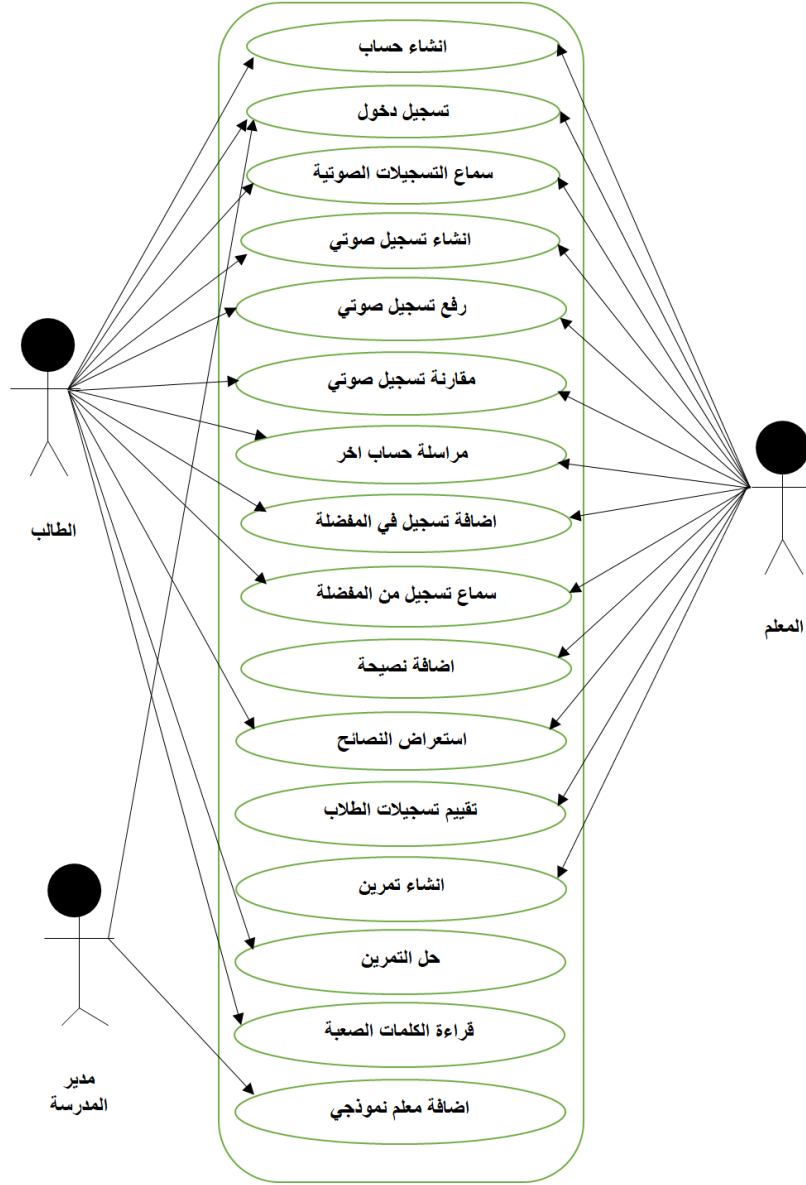 انشاء حساب
تسجيل دخول
سماع التسجيلات الصوتية
انشاء تسجيل صوتي
رفع تسجيل صوتي
مقارنة تسجيل صوتي
مراسلة حساب اخر
اضافة تسجيل في المفضلة
سماع تسجيل من المفضلة
اضافة نصيحة
استعراض النصائح
تقييم تسجيلات الطلاب
انشاء تمرين
حل التمرين
قراءة الكلمات الصعبة
اضافة معلم نموذجي
الطالب
المعلم
مدير
المدرسة